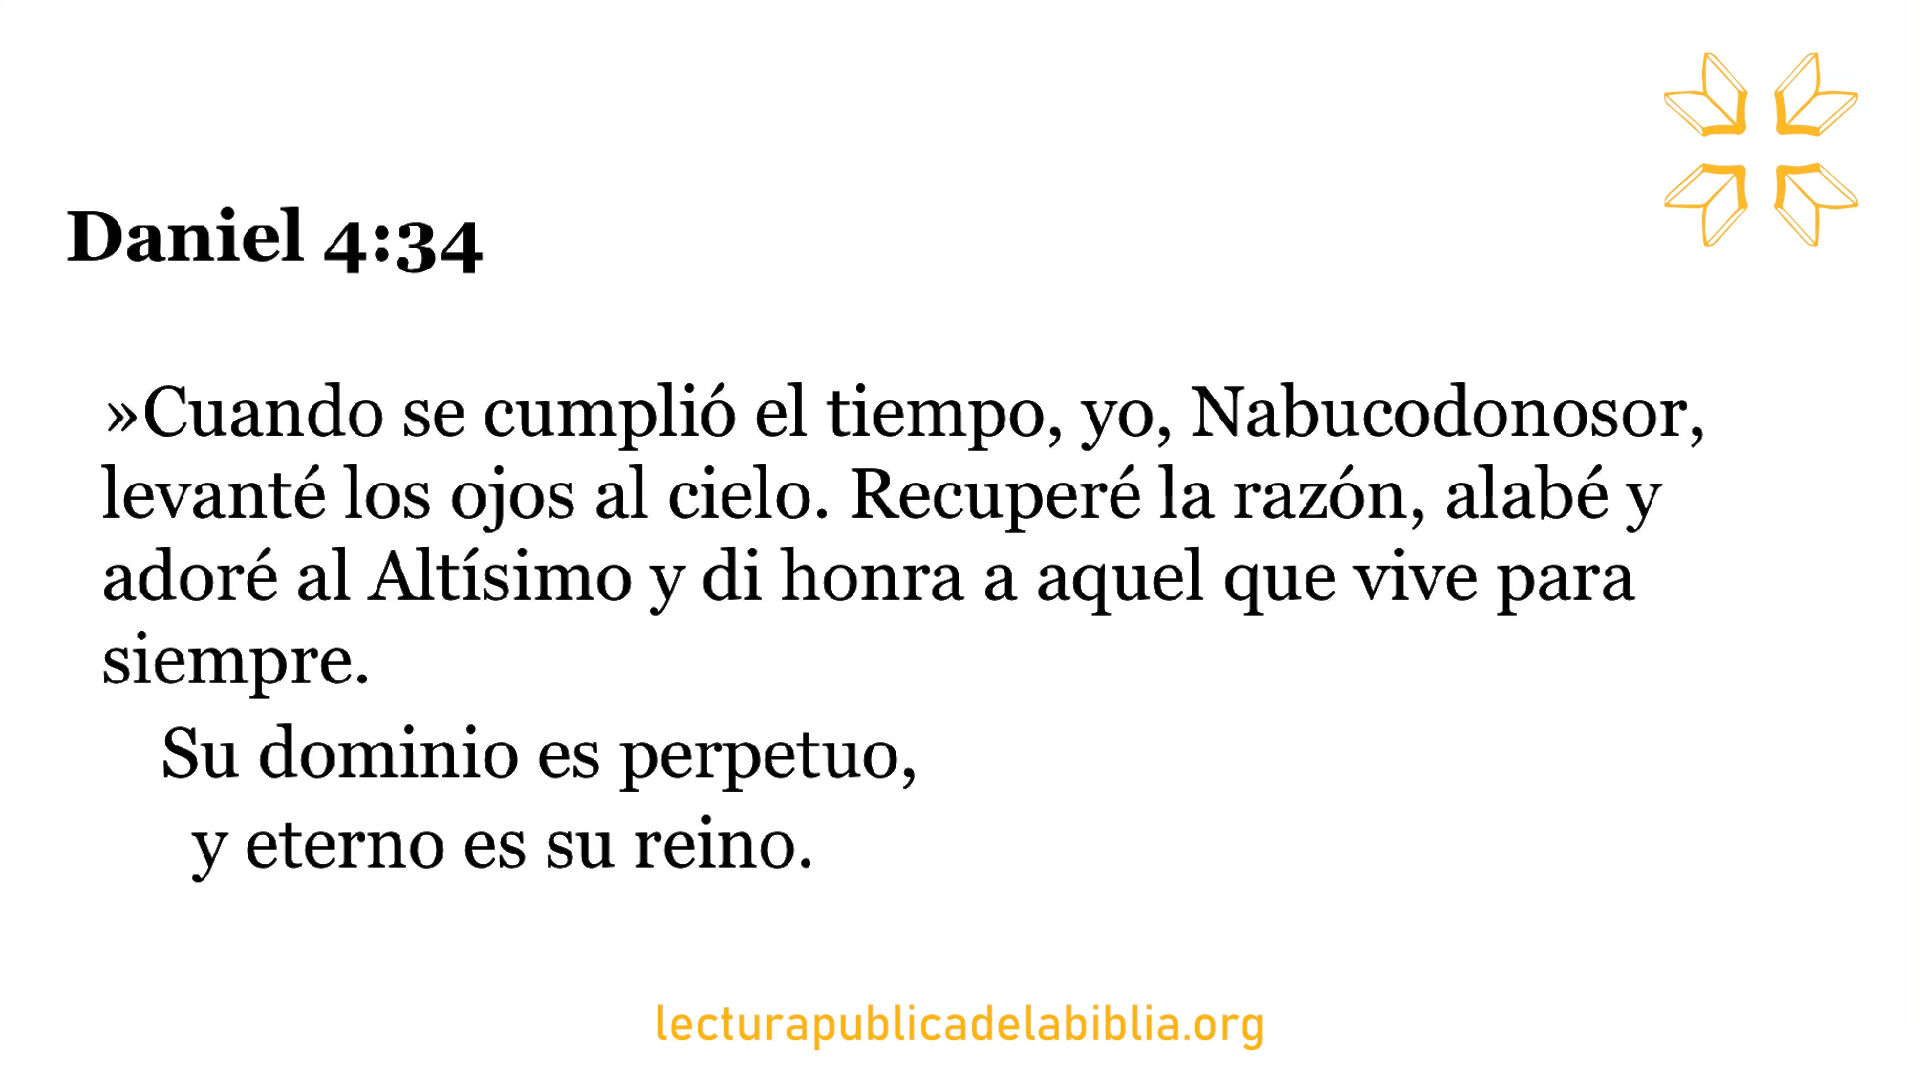 Daniel 4:34
»Cuando se cumplió el tiempo, yo, Nabucodonosor,
levanté los ojos al cielo. Recuperé la razón, alabé y
adoré al Altísimo y di honra a aquel que vive para
siempre.
Su dominio es perpetuo,
y eterno es su reino.
lecturapublicadelabiblia.org